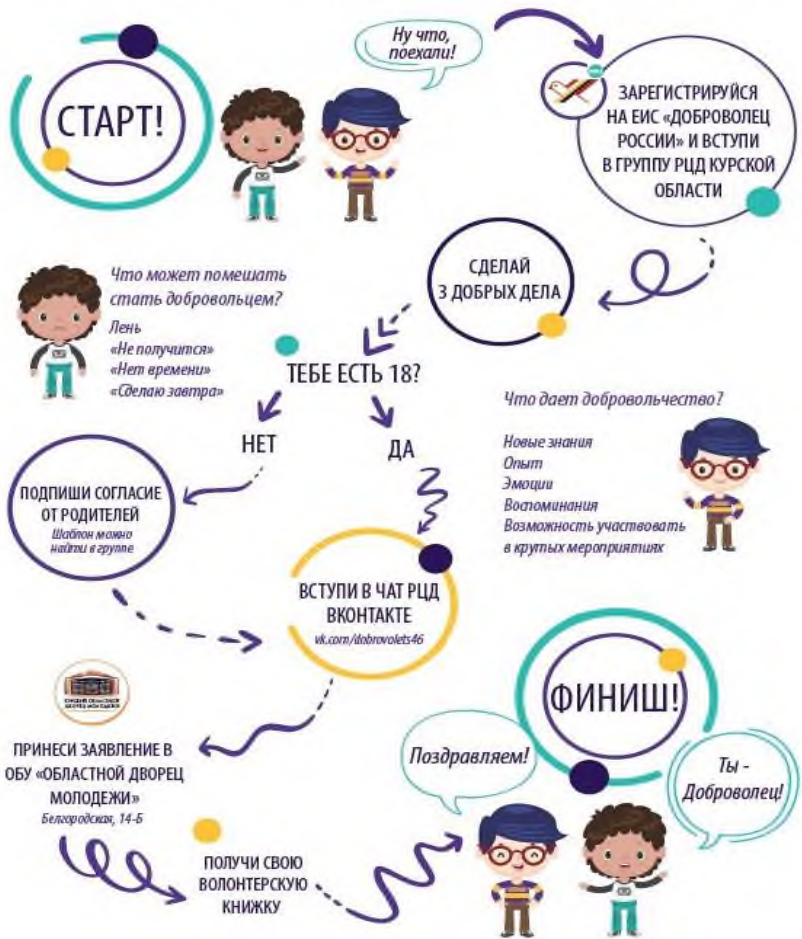 СТАРТ!
Ну что,
поехали!
ЗАРЕГИСТРИРУЙСЯ
НА ЕИС «ДОБРОВОЛЕЦ
РОССИИ» И ВСТУПИ
В ГРУППУ РЦД КУРСКОЙ
ОБЛАСТИ
СДЕЛАЙ
3 ДОБРЫХ ДЕЛА
Что может помешать
стать добровольцем?
Лень
«Не получится»
«Нет времени»
«Сделаю завтра»
ТЕБЕ ЕСТЬ 18?
НЕТ
ДА
Что дает добровольчество?
Новые знания
Опыт
Эмоции
Воспоминания
Возможность участвовать
в крутых мероприятиях
ПОДПИШИ СОГЛАСИЕ
ОТ РОДИТЕЛЕЙ
Шаблон можно
найти в группе
ВСТУПИ В ЧАТ РЦД
ВКОНТАКТЕ
vk.com/dobrovolets46
ПРИНЕСИ ЗАЯВЛЕНИЕ В
ОБУ «ОБЛАСТНОЙ ДВОРЕЦ
МОЛОДЕЖИ»
Белгородская, 14-Б
ПОЛУЧИ СВОЮ
ВОЛОНТЕРСКУЮ
КНИЖКУ
ФИНИШ!
Поздравляем!
Ты -
Доброволец!